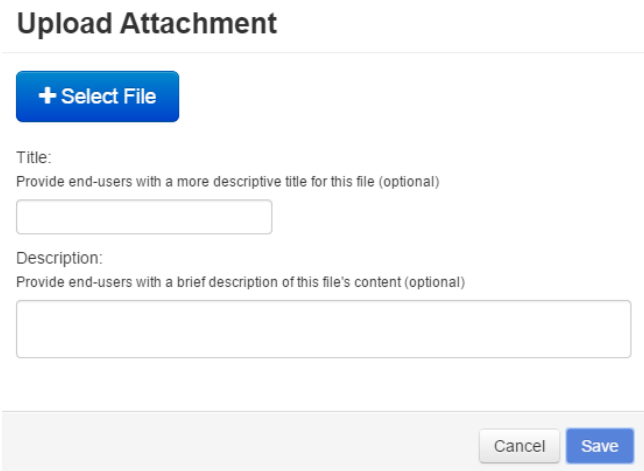 Upload Attachment
+ Select File
Title:
Provide end-users with a more descriptive title for this file (optional)
Description:
Provide end-users with a brief description of this file's content (optional)
Cancel Save